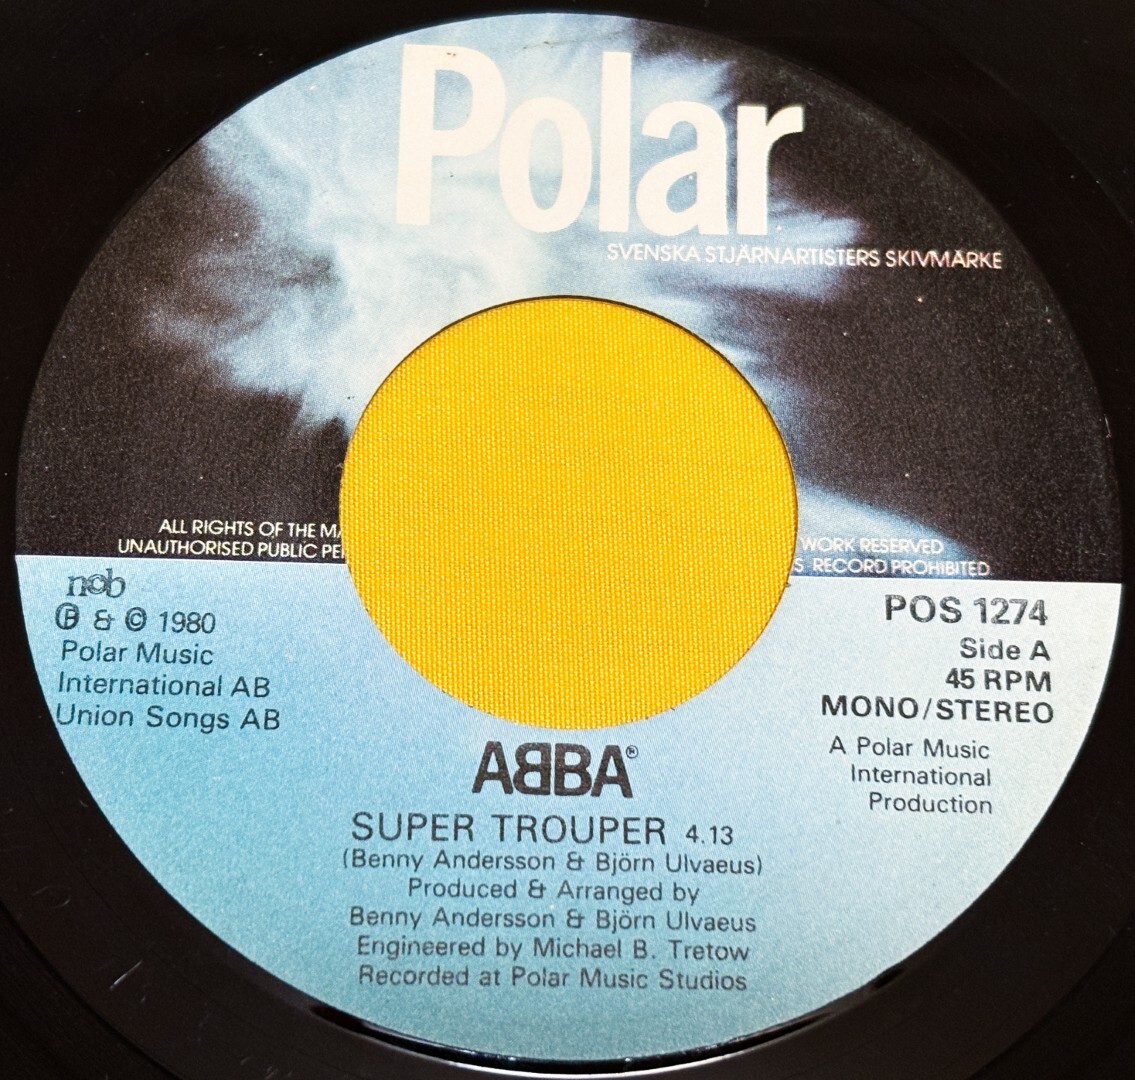 Polar
SVENSKA STJÄRNARTISTERS SKIVMÄRKE
ALL RIGHTS OF THE WORK RESERVED
UNAUTHORISED PUBLIC S RECORD PROHIBITED
ncb
Ⓟ & © 1980
Polar Music
International AB
Union Songs AB
POS 1274
Side A
45 RPM
MONO/STEREO
A Polar Music
International
Production
ABBA®
SUPER TROUPER 4.13
(Benny Andersson & Björn Ulvaeus)
Produced & Arranged by
Benny Andersson & Björn Ulvaeus
Engineered by Michael B. Tretow
Recorded at Polar Music Studios